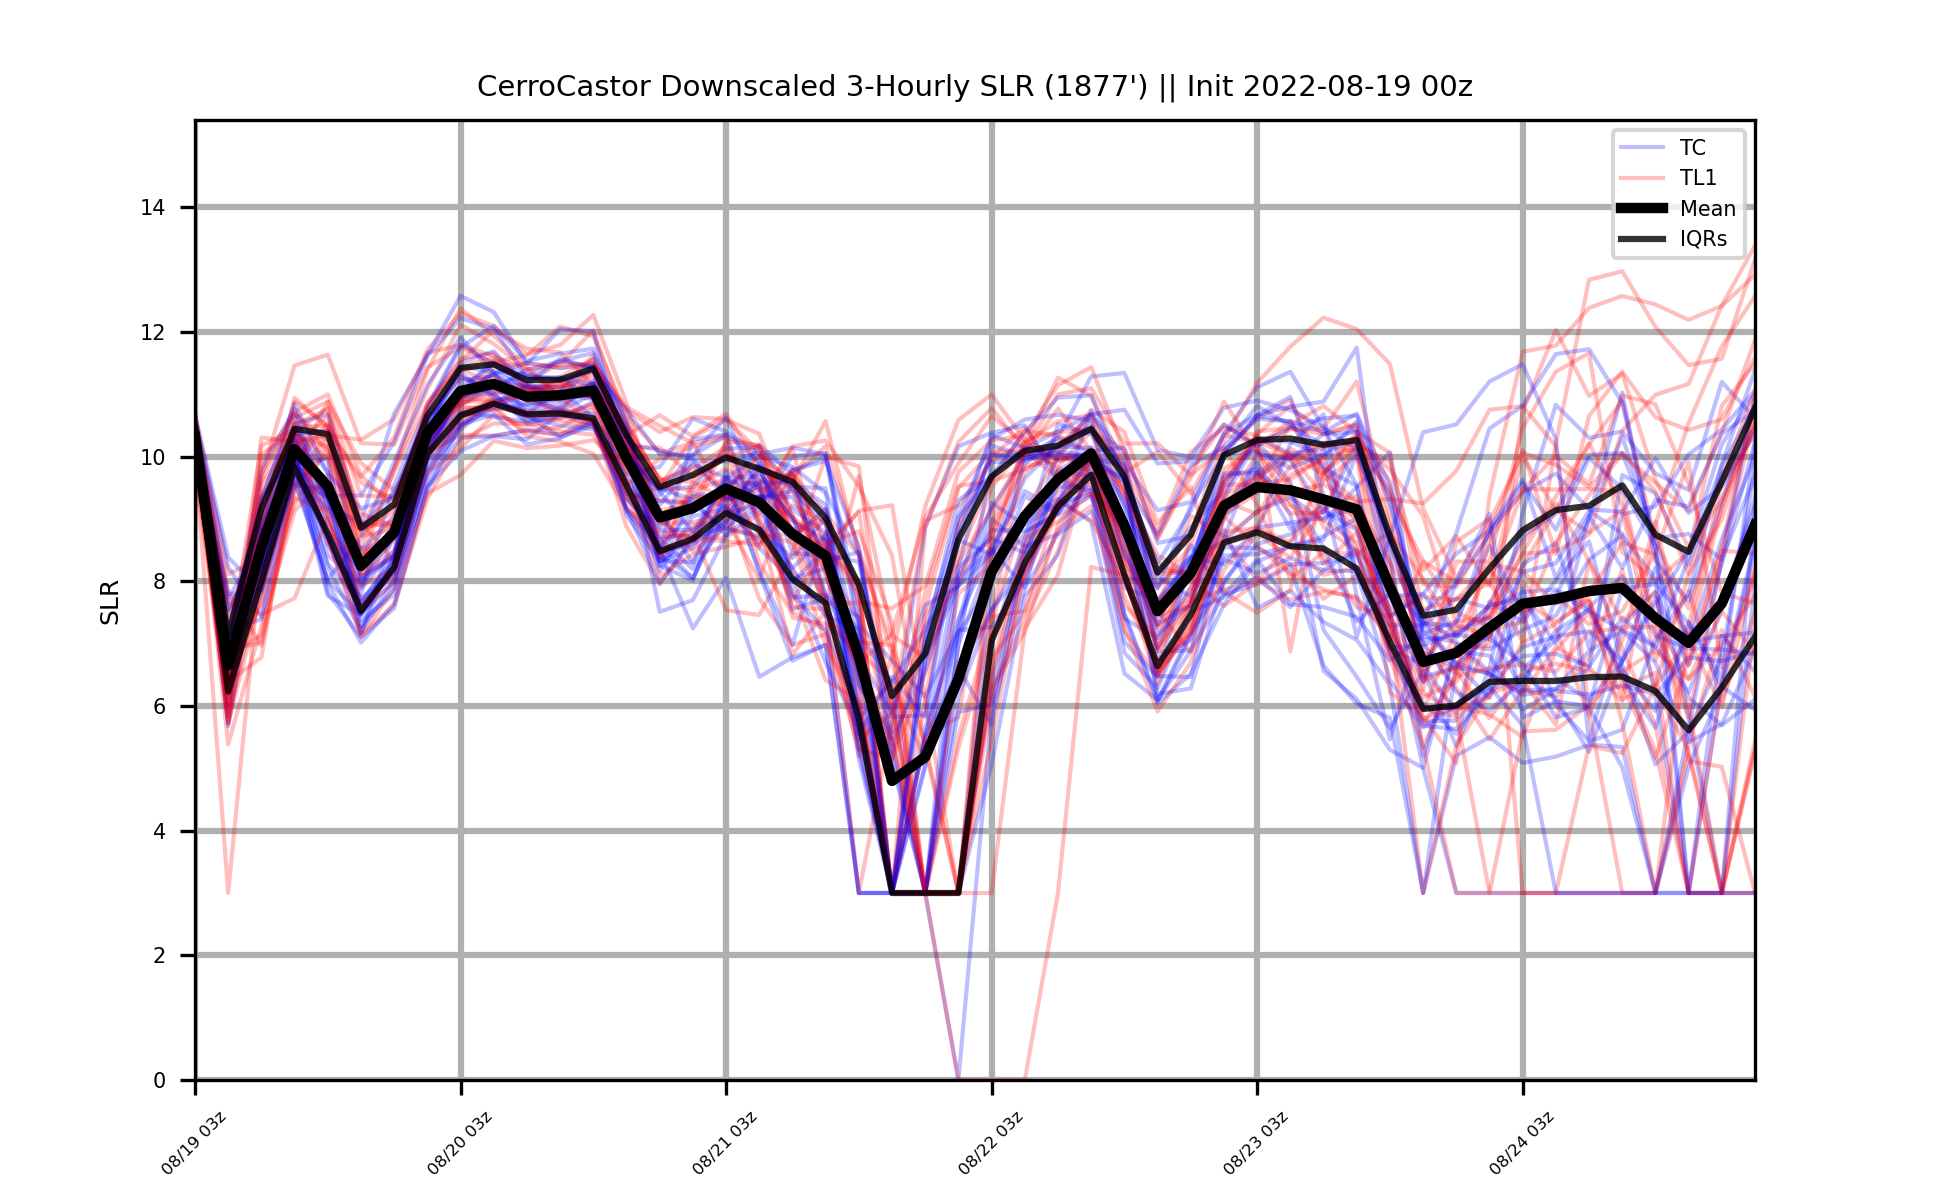 CerroCastor Downscaled 3-Hourly SLR (1877') || Init 2022-08-19 00z
TC
TL1
Mean
IQRs
SLR
14
12
10
8
6
4
2
0
08/19 03z
08/20 03z
08/21 03z
08/22 03z
08/23 03z
08/24 03z